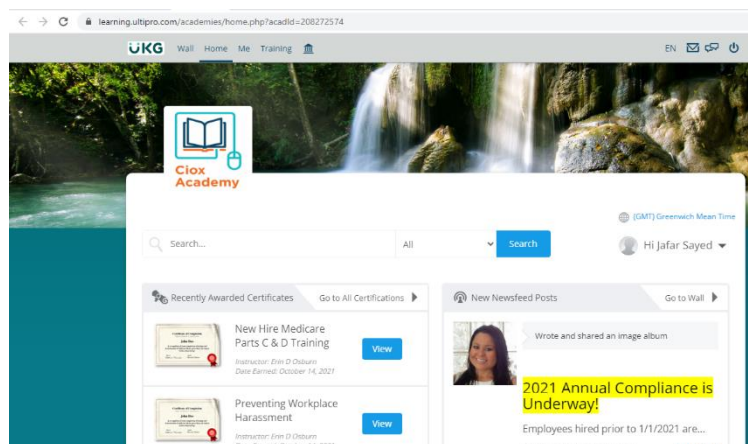 learning.ultipro.com/academies/home.php?acadId=208272574
UKG Wall Home Me Training EN
Ciox
Academy
(GMT) Greenwich Mean Time
Search... All Search Hi Jafar Sayed
Recently Awarded Certificates Go to All Certifications
New Hire Medicare
Parts C & D Training
View
Instructor: Erin D Osburn
Date Earned: October 14, 2021
Preventing Workplace
Harassment
View
Instructor: Erin D Osburn
New Newsfeed Posts Go to Wall
Wrote and shared an image album
2021 Annual Compliance is
Underway!
Employees hired prior to 1/1/2021 are...